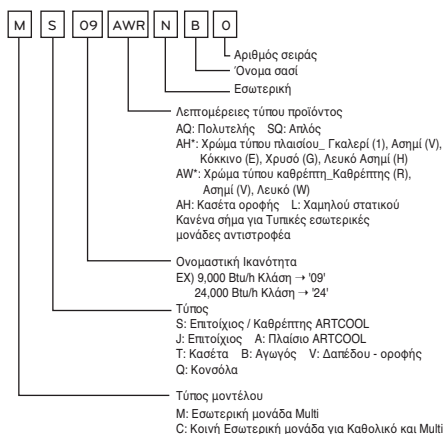 M S 09 AWR N B 0
Αριθμός σειράς
Όνομα σασί
Εσωτερική
Λεπτομέρειες τύπου προϊόντος
AQ: Πολυτελής SQ: Απλός
AH*: Χρώμα τύπου πλαισίου_ Γκαλερί (1), Ασημί (V),
Κόκκινο (E), Χρυσό (G), Λευκό Ασημί (H)
AW*: Χρώμα τύπου καθρέπτη_Καθρέπτης (R),
Ασημί (V), Λευκό (W)
AH: Κασέτα οροφής L: Χαμηλού στατικού
Κανένα σήμα για Τυπικές εσωτερικές
μονάδες αντιστροφέα
Ονομαστική Ικανότητα
EX) 9,000 Btu/h Κλάση → '09'
24,000 Btu/h Κλάση → '24'
Τύπος
S: Επιτοίχιος / Καθρέπτης ARTCOOL
J: Επιτοίχιος A: Πλαίσιο ARTCOOL
T: Κασέτα B: Αγωγός V: Δαπέδου - οροφής
Q: Κονσόλα
Τύπος μοντέλου
M: Εσωτερική μονάδα Multi
C: Κοινή Εσωτερική μονάδα για Καθολικό και Multi